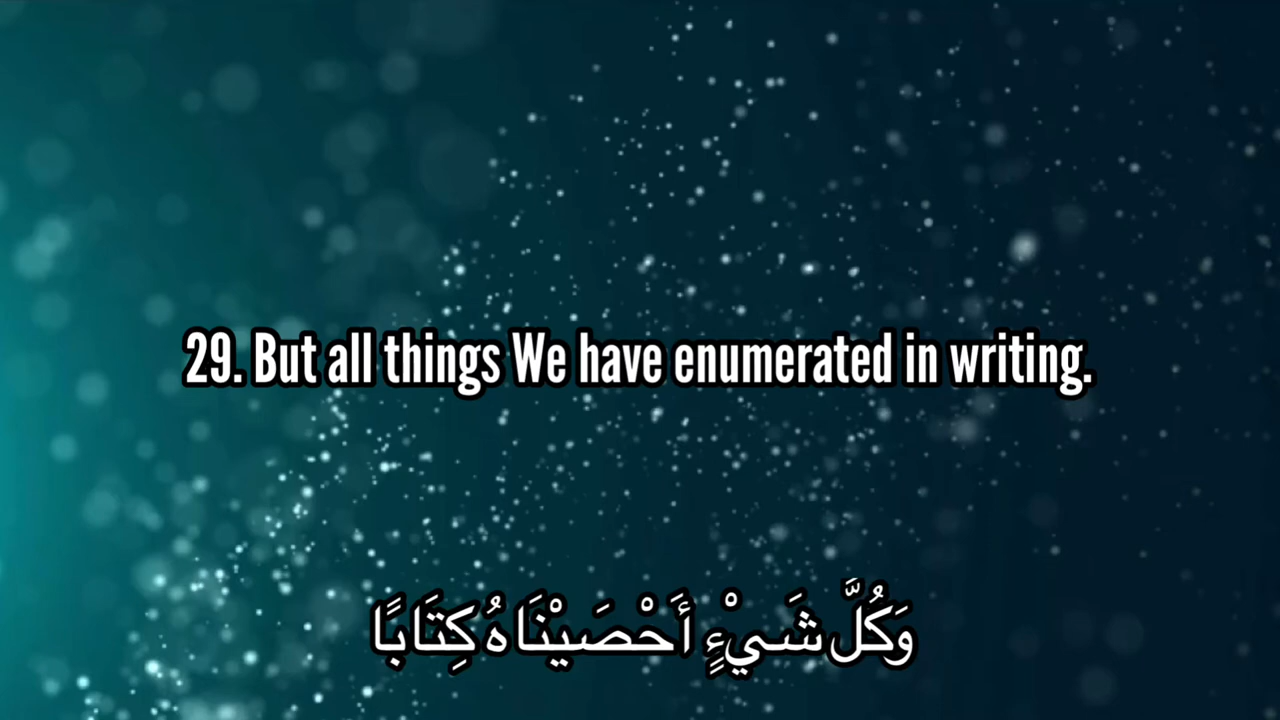 29. But all things We have enumerated in writing.
وَكُلَّ شَيْءٍ أَحْصَيْنَاهُ كِتَابًا